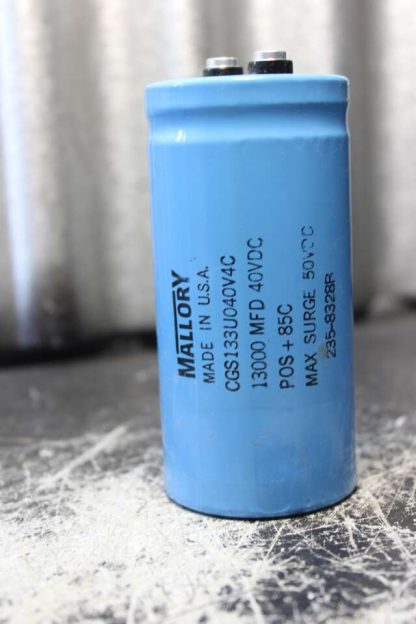 MALLORY
MADE IN U.S.A.
CGS133U040V4C
13000 MFD 40VDC
POS + 85C
MAX SURGE 50VDC
235-8328R